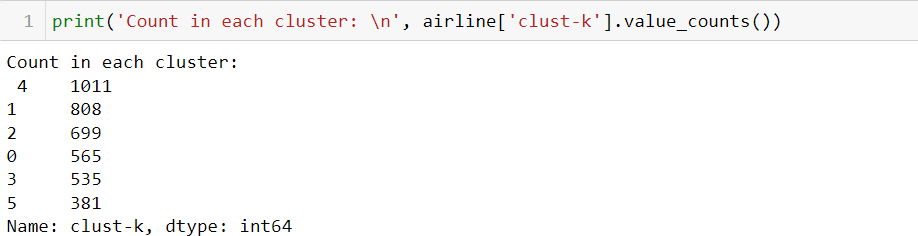 1 print('Count in each cluster: \n', airline['clust-k'].value_counts())
Count in each cluster:
 4    1011
1    808
2    699
0    565
3    535
5    381
Name: clust-k, dtype: int64